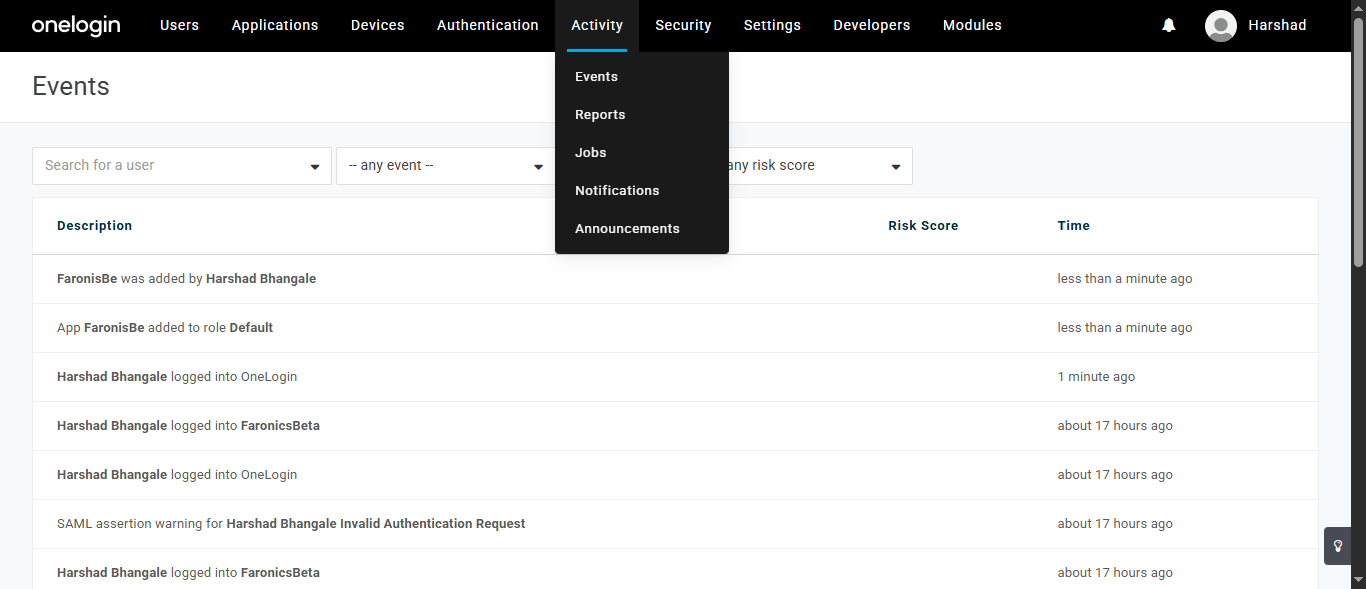 onelogin Users Applications Devices Authentication Activity Security Settings Developers Modules Harshad
Events
Events
Reports
Jobs
Notifications
Announcements
Search for a user -- any event -- any risk score
Description Risk Score Time
FaronisBe was added by Harshad Bhangale less than a minute ago
App FaronisBe added to role Default less than a minute ago
Harshad Bhangale logged into OneLogin 1 minute ago
Harshad Bhangale logged into FaronicsBeta about 17 hours ago
Harshad Bhangale logged into OneLogin about 17 hours ago
SAML assertion warning for Harshad Bhangale Invalid Authentication Request about 17 hours ago
Harshad Bhangale logged into FaronicsBeta about 17 hours ago